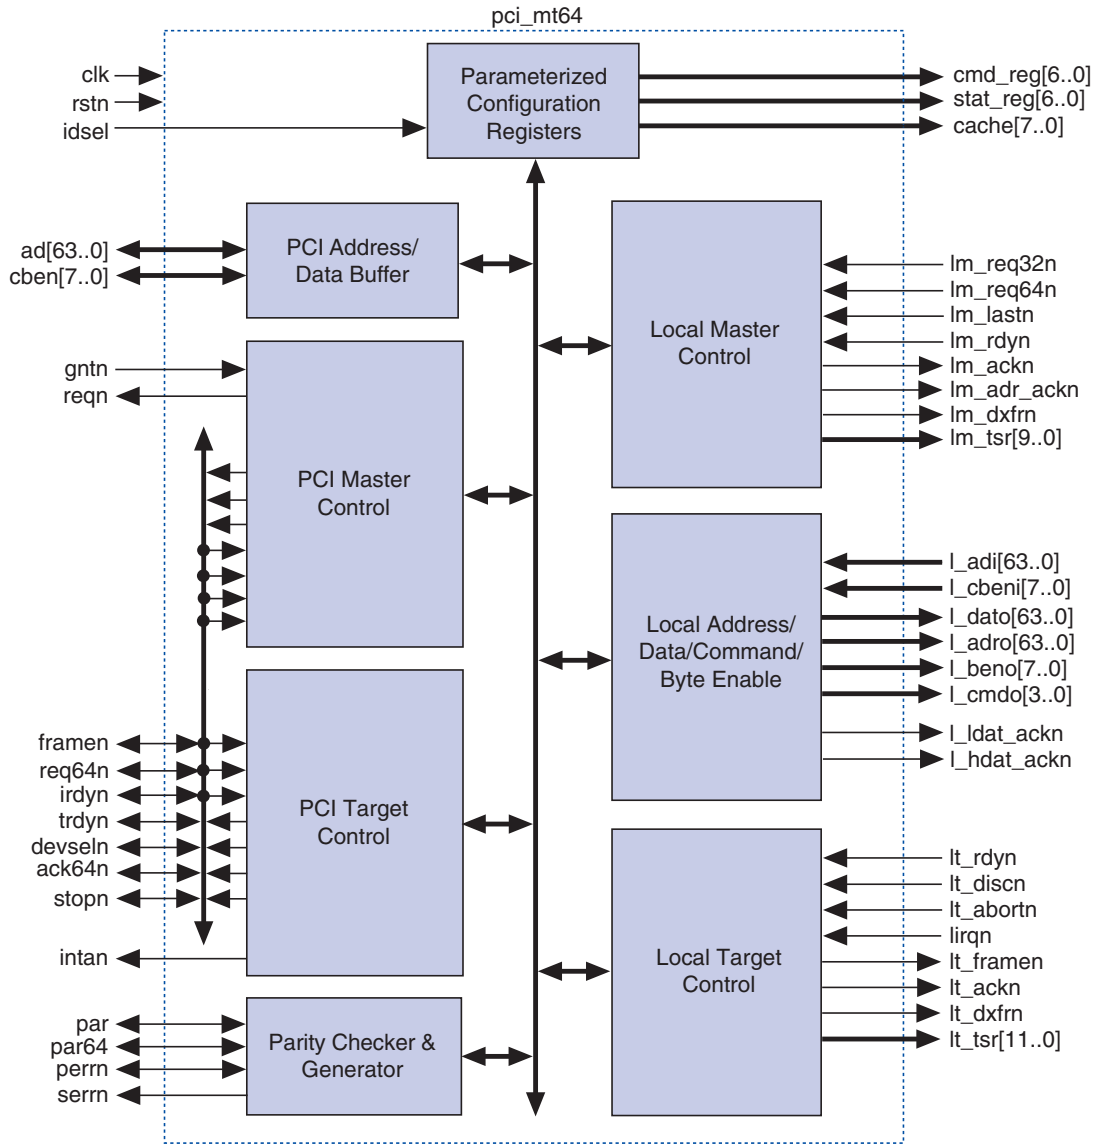 pci_mt64
clk
rstn
idsel
Parameterized
Configuration
Registers
cmd_reg[6..0]
stat_reg[6..0]
cache[7..0]
ad[63..0]
cben[7..0]
PCI Address/
Data Buffer
gntn
reqn
PCI Master
Control
framen
req64n
irdyn
trdyn
devseln
ack64n
stopn
intan
PCI Target
Control
par
par64
perrn
serrn
Parity Checker &
Generator
Local Master
Control
lm_req32n
lm_req64n
lm_lastn
lm_rdyn
lm_ackn
lm_adr_ackn
lm_dxfrn
lm_tsr[9..0]
Local Address/
Data/Command/
Byte Enable
l_adi[63..0]
l_cbeni[7..0]
l_dato[63..0]
l_adro[63..0]
l_beno[7..0]
l_cmdo[3..0]
l_ldat_ackn
l_hdat_ackn
Local Target
Control
lt_rdyn
lt_discn
lt_abortn
lirqn
lt_framen
lt_ackn
lt_dxfrn
lt_tsr[11..0]